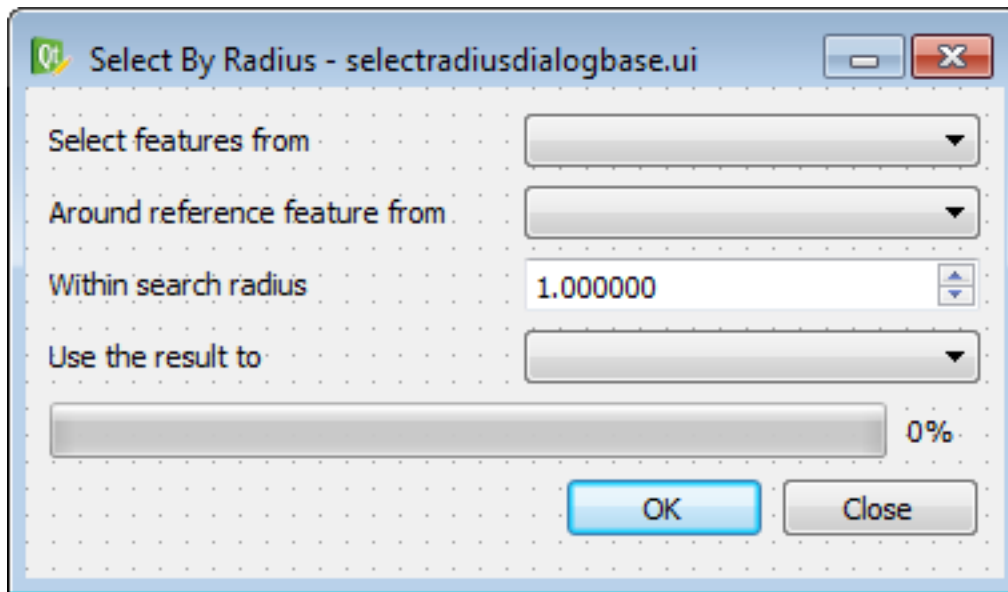 Qt Select By Radius - selectradiusdialogbase.ui
Select features from
Around reference feature from
Within search radius 1.000000
Use the result to
0%
OK Close